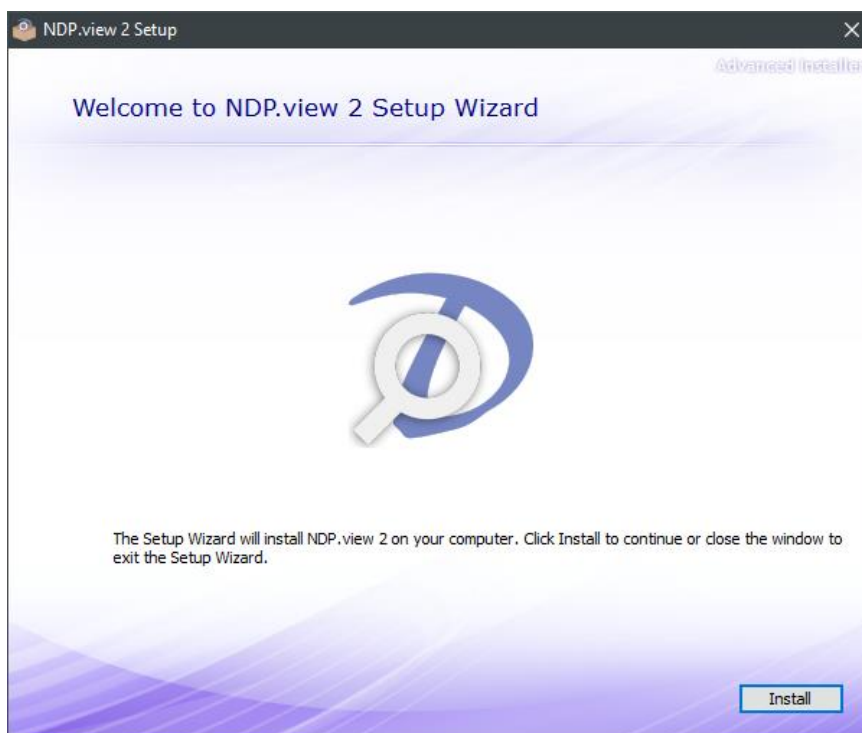 NDP.view 2 Setup
Advanced Installer
Welcome to NDP.view 2 Setup Wizard
The Setup Wizard will install NDP.view 2 on your computer. Click Install to continue or close the window to
exit the Setup Wizard.
Install